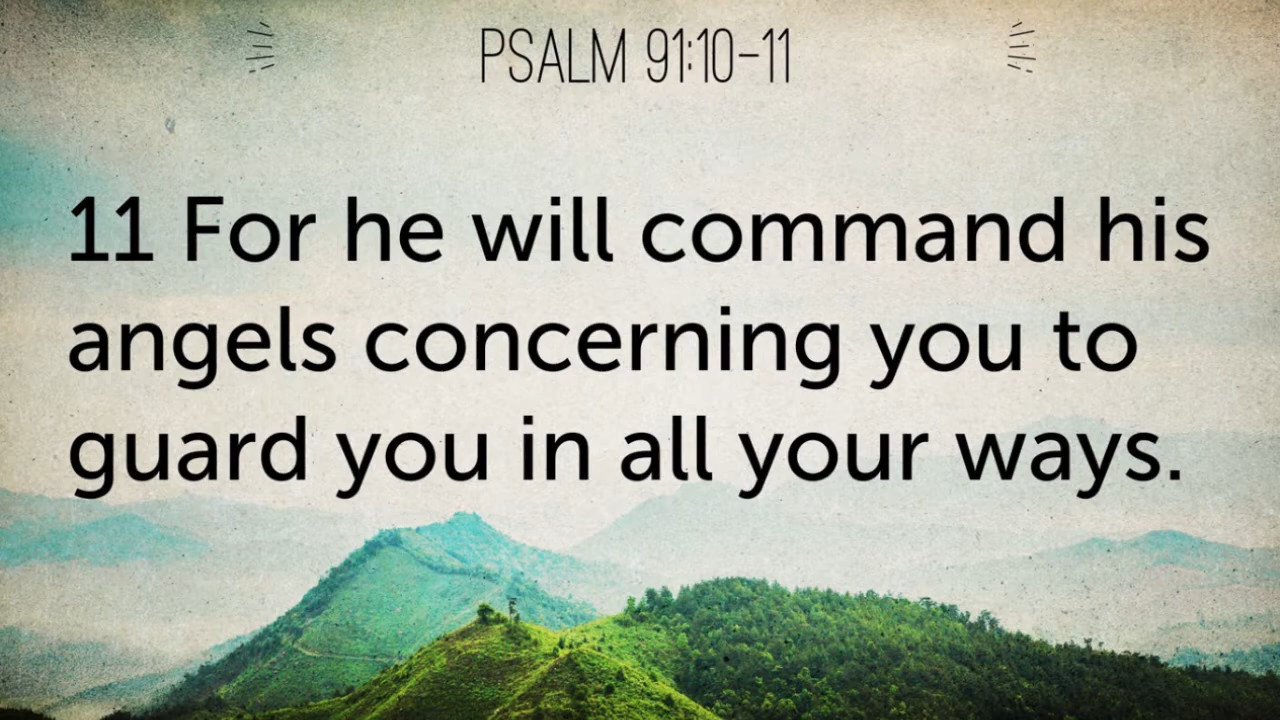 PSALM 91:10-11
11 For he will command his
angels concerning you to
guard you in all your ways.